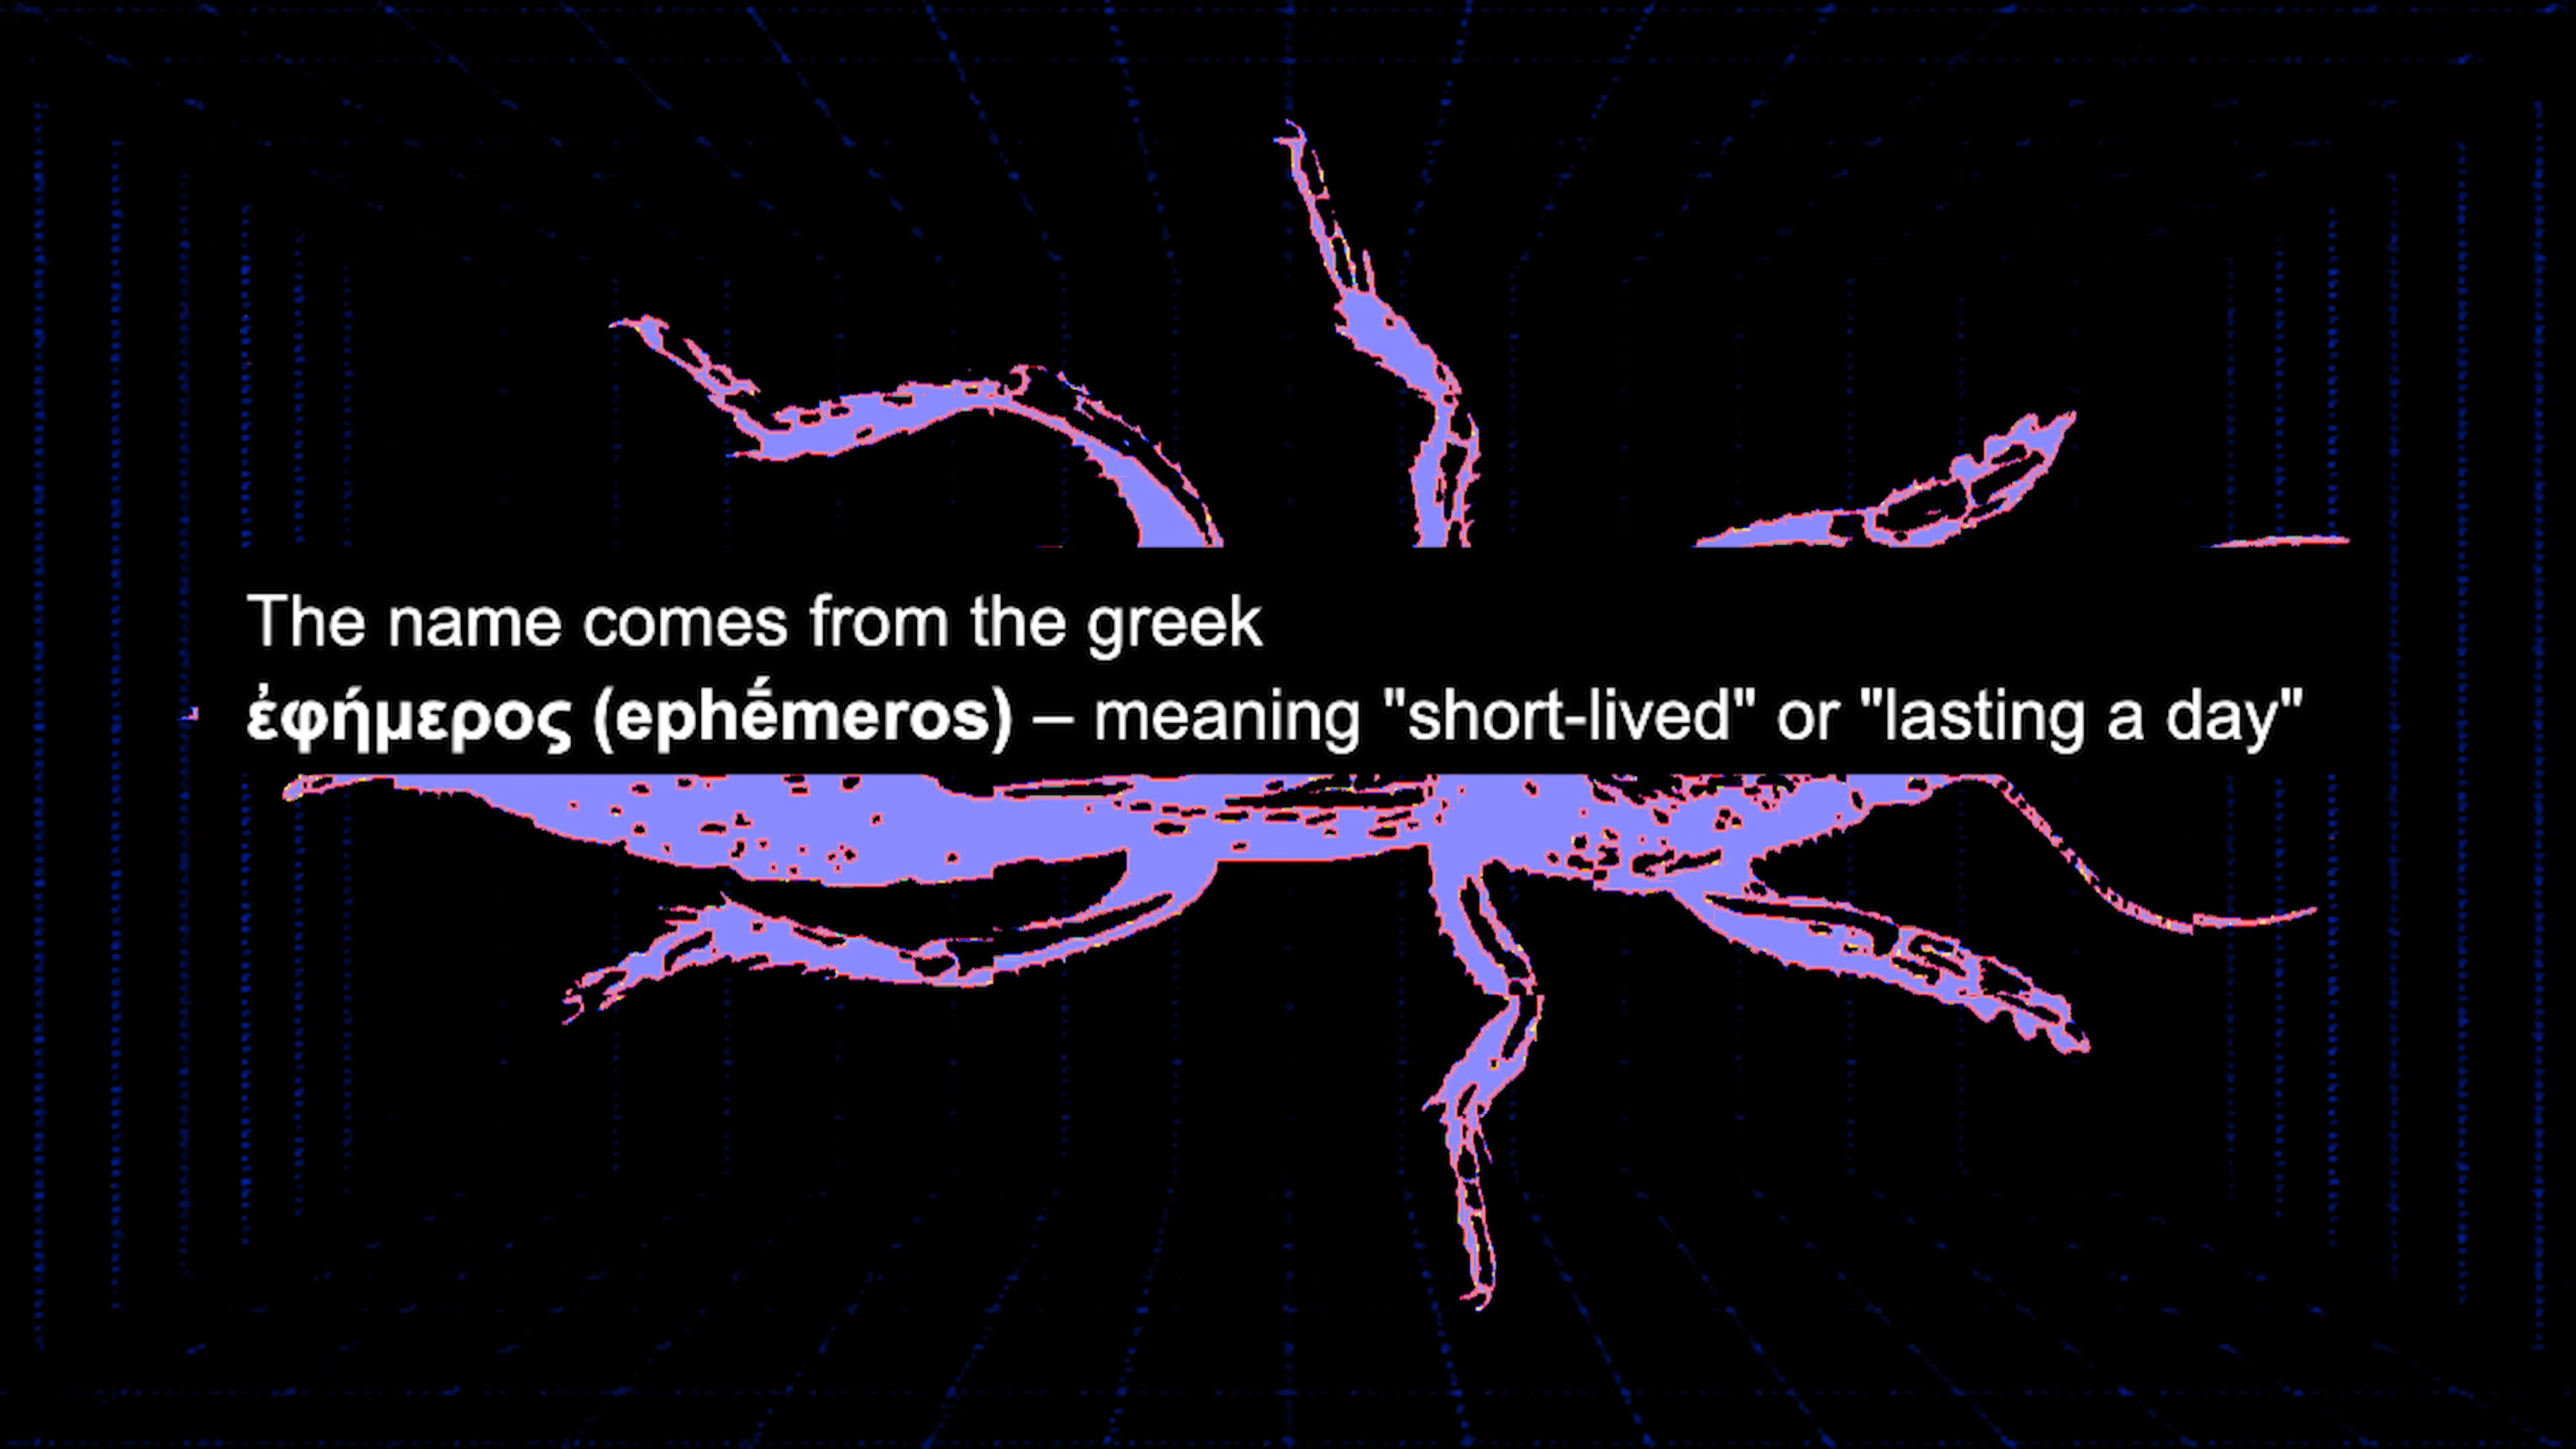 The name comes from the greek
ἐφήμερος (ephḗmeros) – meaning "short-lived" or "lasting a day"